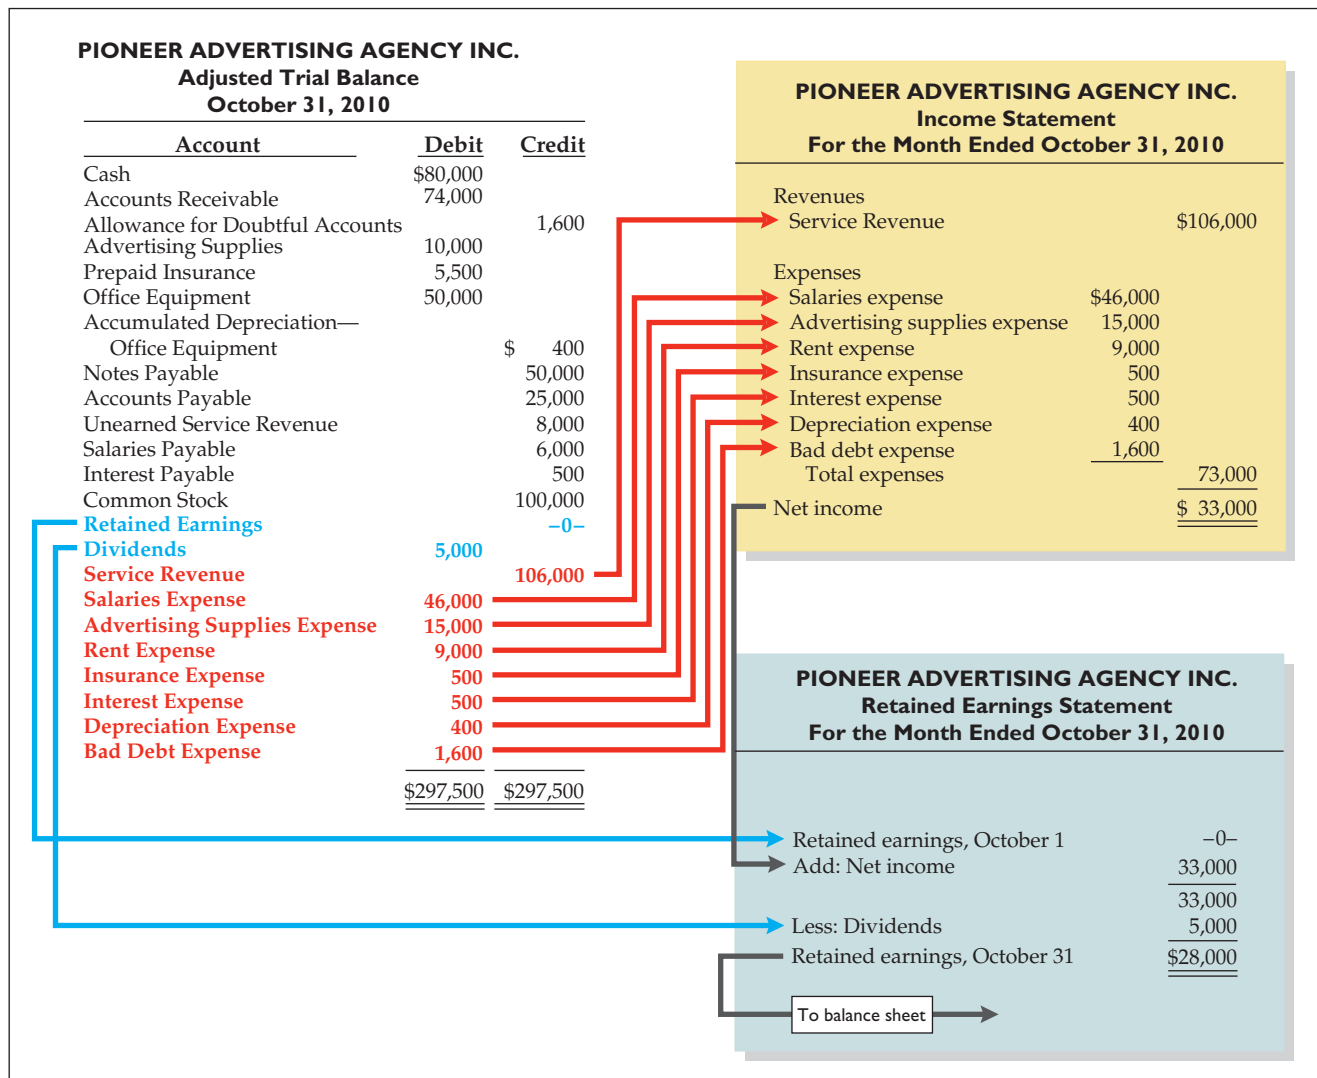 PIONEER ADVERTISING AGENCY INC.
Adjusted Trial Balance
October 31, 2010
Account Debit Credit
Cash $80,000
Accounts Receivable 74,000
Allowance for Doubtful Accounts 1,600
Advertising Supplies 10,000
Prepaid Insurance 5,500
Office Equipment 50,000
Accumulated Depreciation—
Office Equipment $ 400
Notes Payable 50,000
Accounts Payable 25,000
Unearned Service Revenue 8,000
Salaries Payable 6,000
Interest Payable 500
Common Stock 100,000
Retained Earnings –0–
Dividends 5,000
Service Revenue 106,000
Salaries Expense 46,000
Advertising Supplies Expense 15,000
Rent Expense 9,000
Insurance Expense 500
Interest Expense 500
Depreciation Expense 400
Bad Debt Expense 1,600
$297,500 $297,500
PIONEER ADVERTISING AGENCY INC.
Income Statement
For the Month Ended October 31, 2010
Revenues
Service Revenue $106,000
Expenses
Salaries expense $46,000
Advertising supplies expense 15,000
Rent expense 9,000
Insurance expense 500
Interest expense 500
Depreciation expense 400
Bad debt expense 1,600
Total expenses 73,000
Net income $ 33,000
PIONEER ADVERTISING AGENCY INC.
Retained Earnings Statement
For the Month Ended October 31, 2010
Retained earnings, October 1 –0–
Add: Net income 33,000
33,000
Less: Dividends 5,000
Retained earnings, October 31 $28,000
To balance sheet